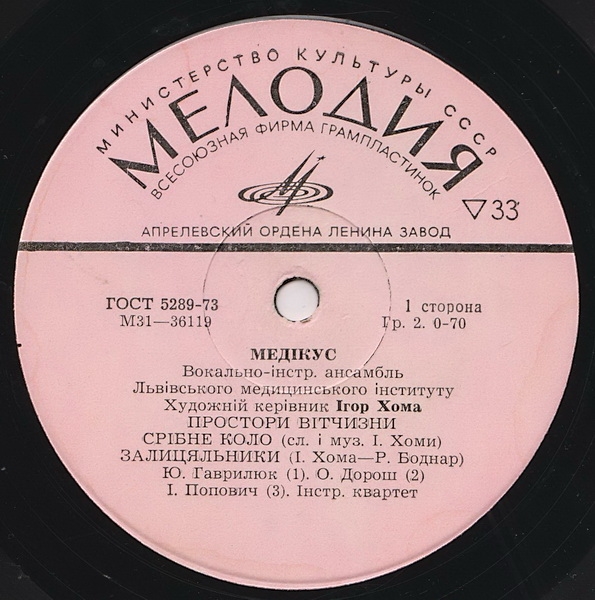 МИНИСТЕРСТВО КУЛЬТУРЫ СССР
МЕЛОДИЯ
ВСЕСОЮЗНАЯ ФИРМА ГРАМПЛАСТИНОК
▽33
АПРЕЛЕВСКИЙ ОРДЕНА ЛЕНИНА ЗАВОД
ГОСТ 5289-73
М31—36119
1 сторона
Гр. 2. 0-70
МЕДІКУС
Вокально-інстр. ансамбль
Львівського медицинського інституту
Художній керівник Ігор Хома
ПРОСТОРИ ВІТЧИЗНИ
СРІБНЕ КОЛО (сл. і муз. І. Хоми)
ЗАЛИЦЯЛЬНИКИ (І. Хома—Р. Боднар)
Ю. Гаврилюк (1). О. Дорош (2)
І. Попович (3). Інстр. квартет